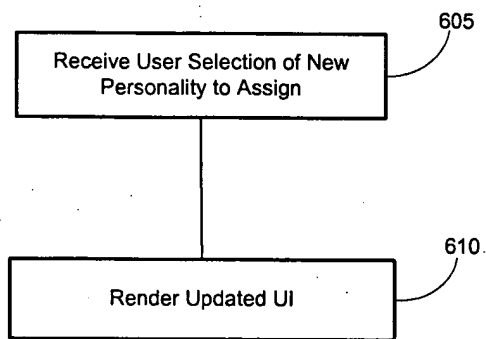 605
Receive User Selection of New
Personality to Assign
610
Render Updated UI